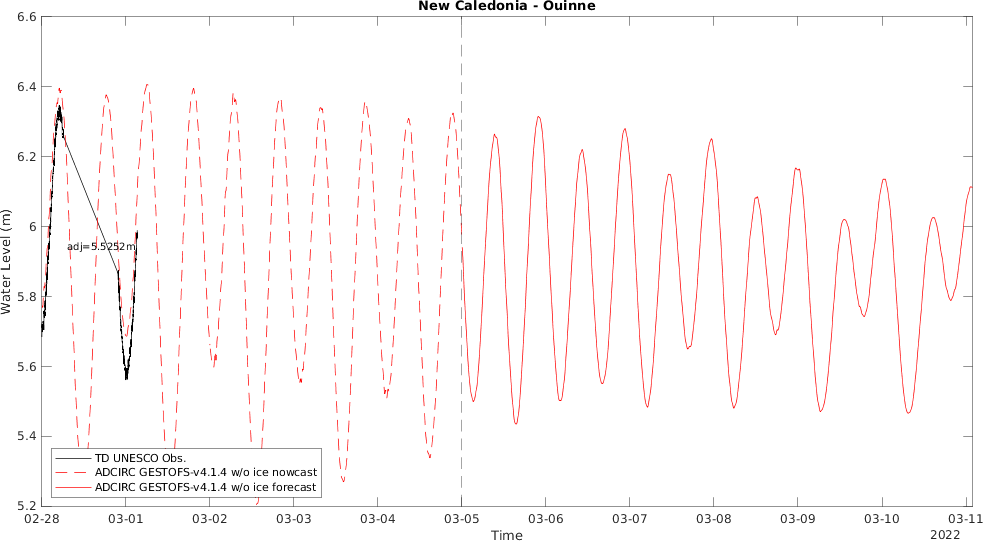 New Caledonia - Ouinne
6.6
6.4
6.2
6
5.8
5.6
5.4
5.2
Water Level (m)
adj=5.5252m
TD UNESCO Obs.
ADCIRC GESTOFS-v4.1.4 w/o ice nowcast
ADCIRC GESTOFS-v4.1.4 w/o ice forecast
02-28 03-01 03-02 03-03 03-04 03-05 03-06 03-07 03-08 03-09 03-10 03-11
Time
2022